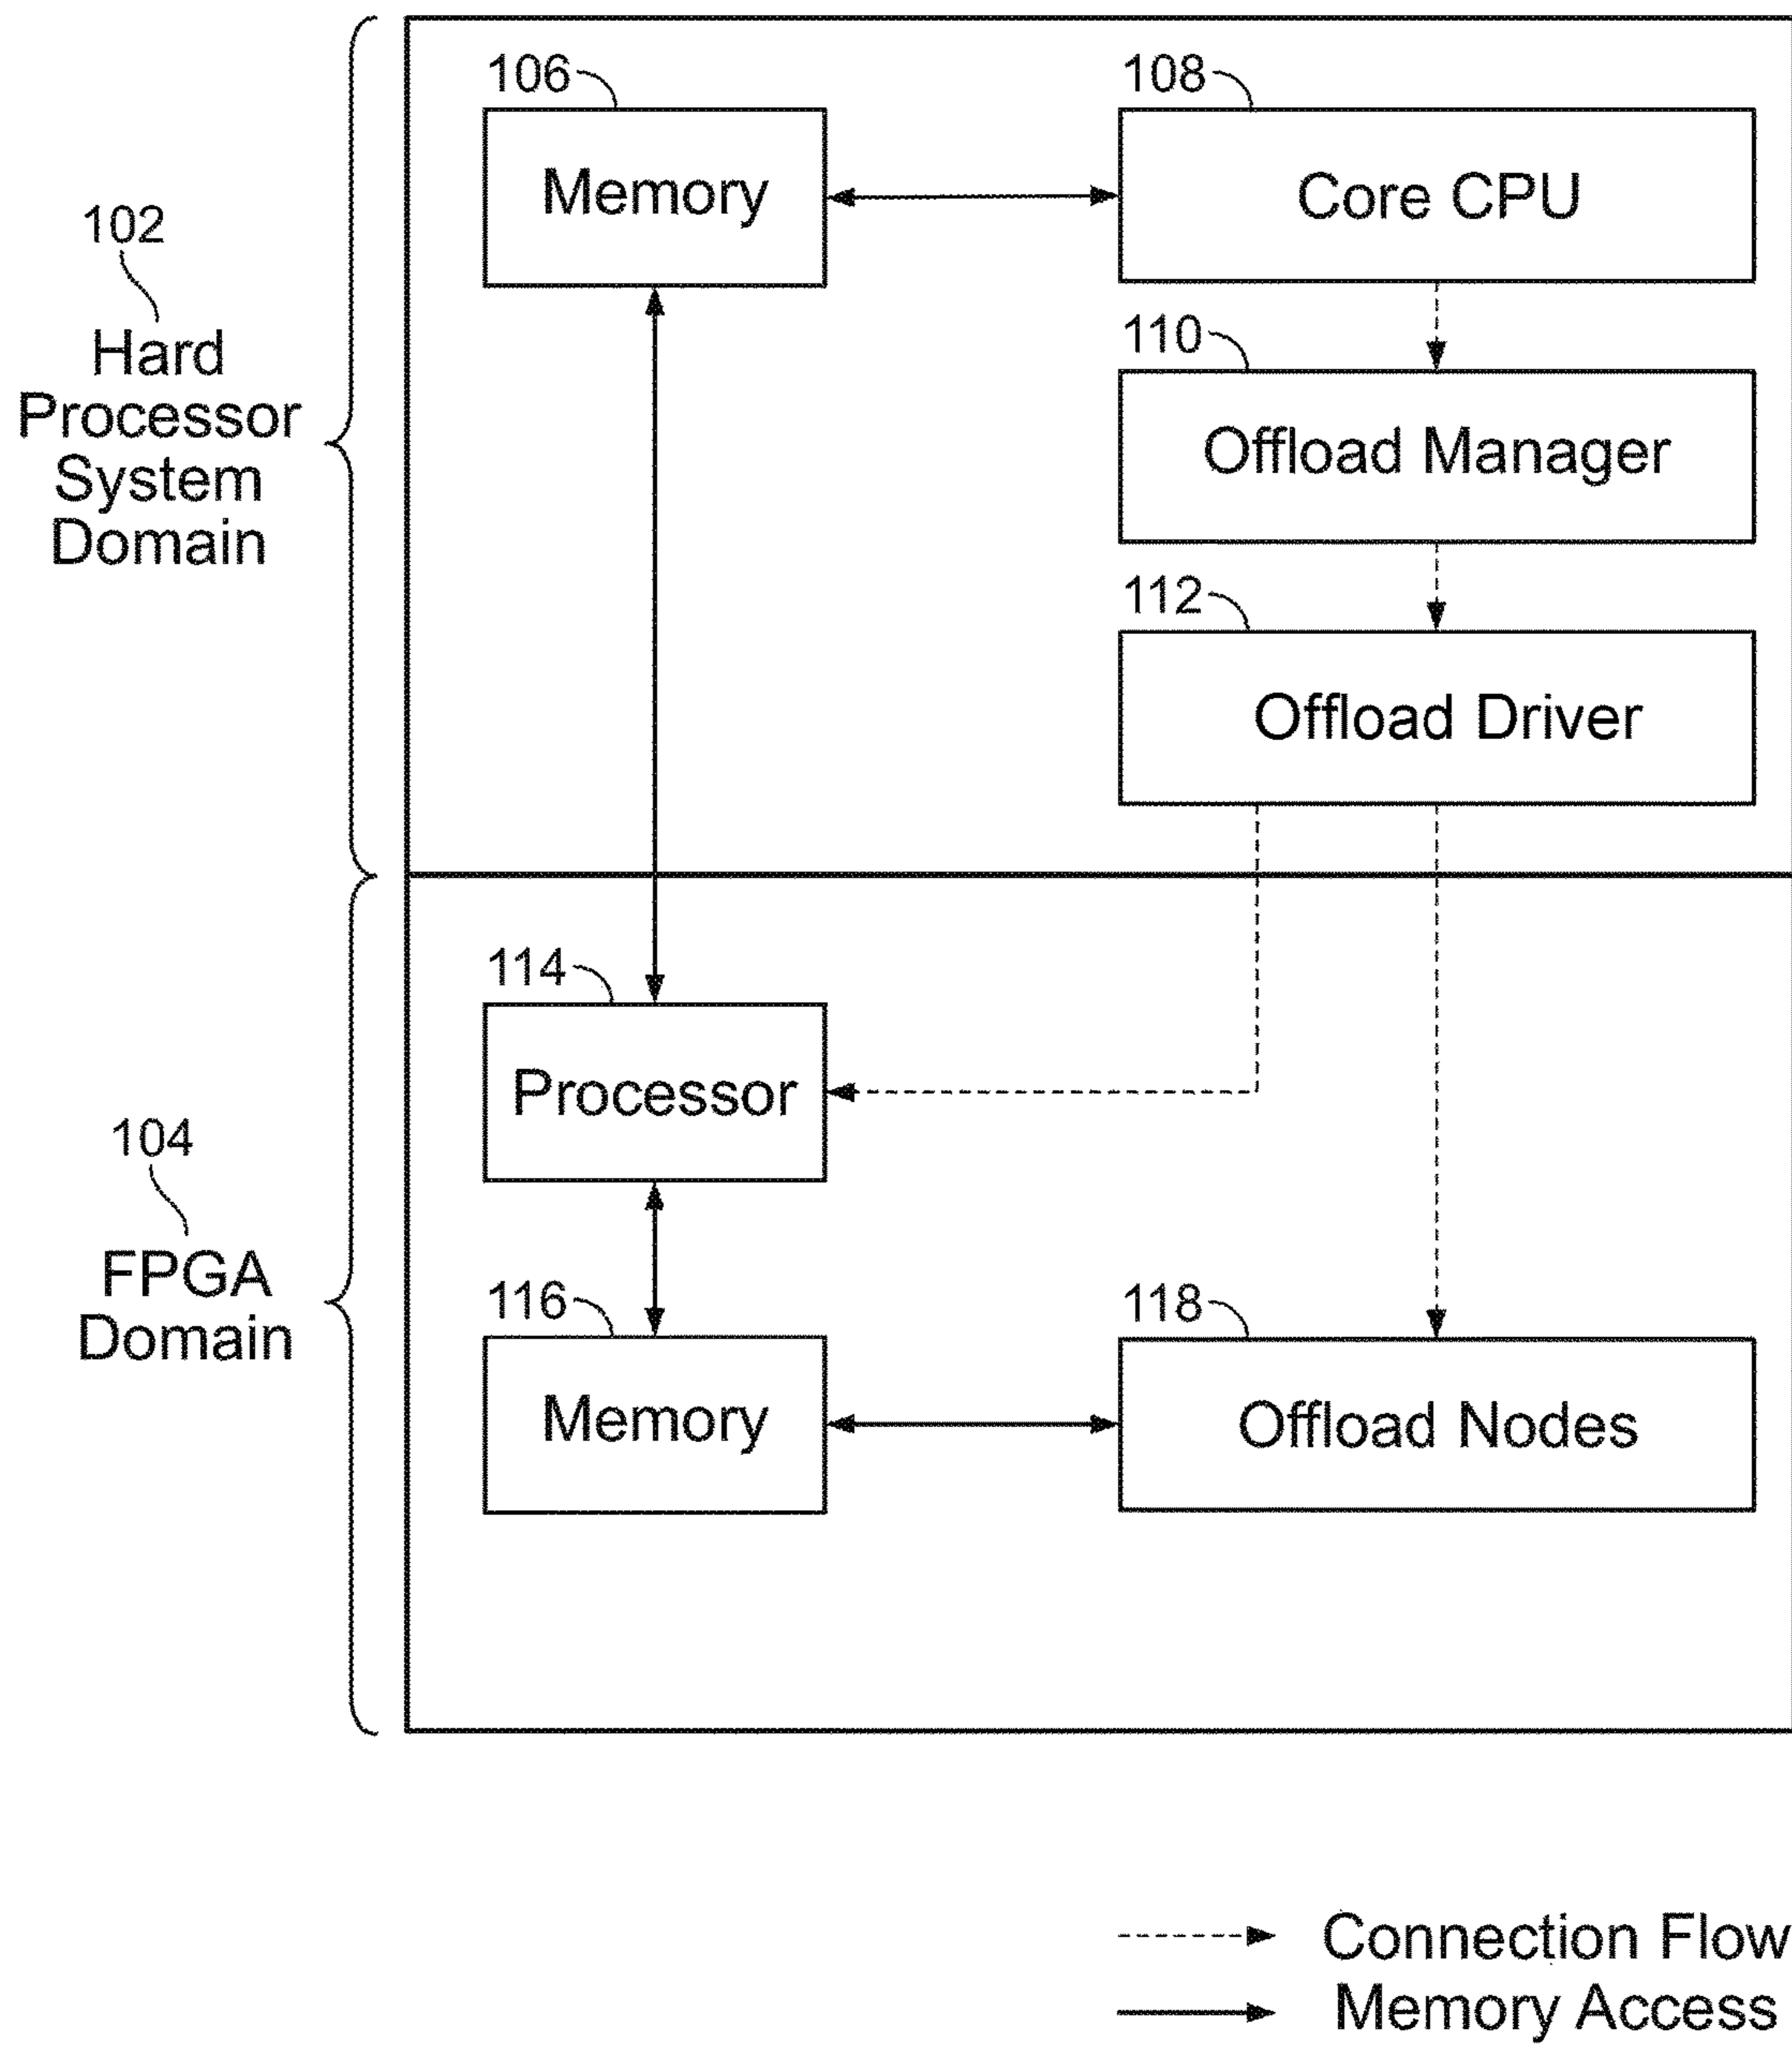 106
108
Memory
Core CPU
102
Hard
Processor
System
Domain
110
Offload Manager
112
Offload Driver
114
Processor
104
FPGA
Domain
116
118
Memory
Offload Nodes
Connection Flow
Memory Access